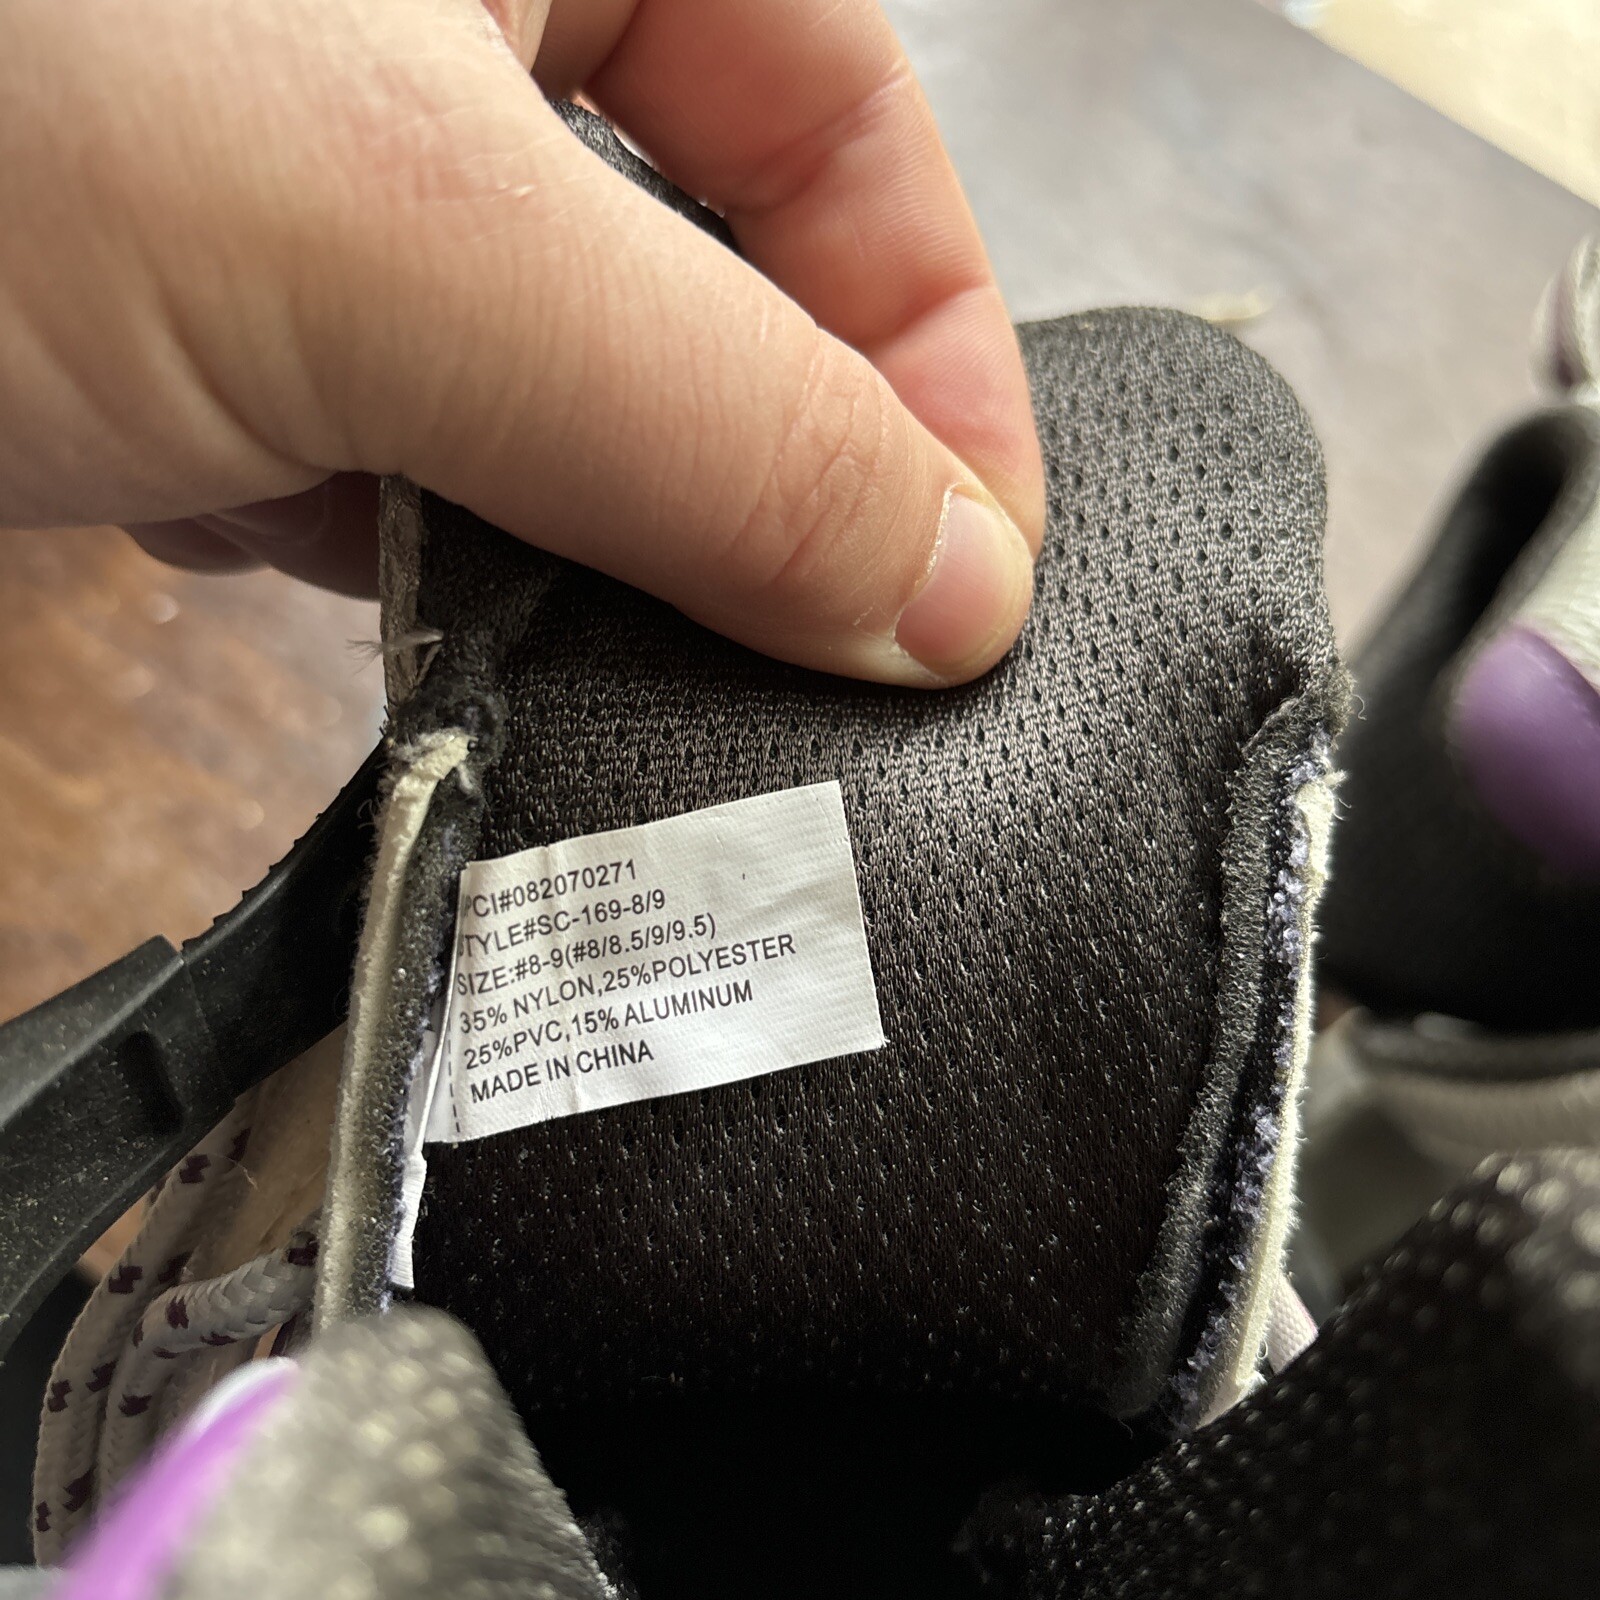 PCI#082070271
STYLE#SC-169-8/9
SIZE:#8-9(#8/8.5/9/9.5)
35% NYLON,25%POLYESTER
25%PVC,15% ALUMINUM
MADE IN CHINA